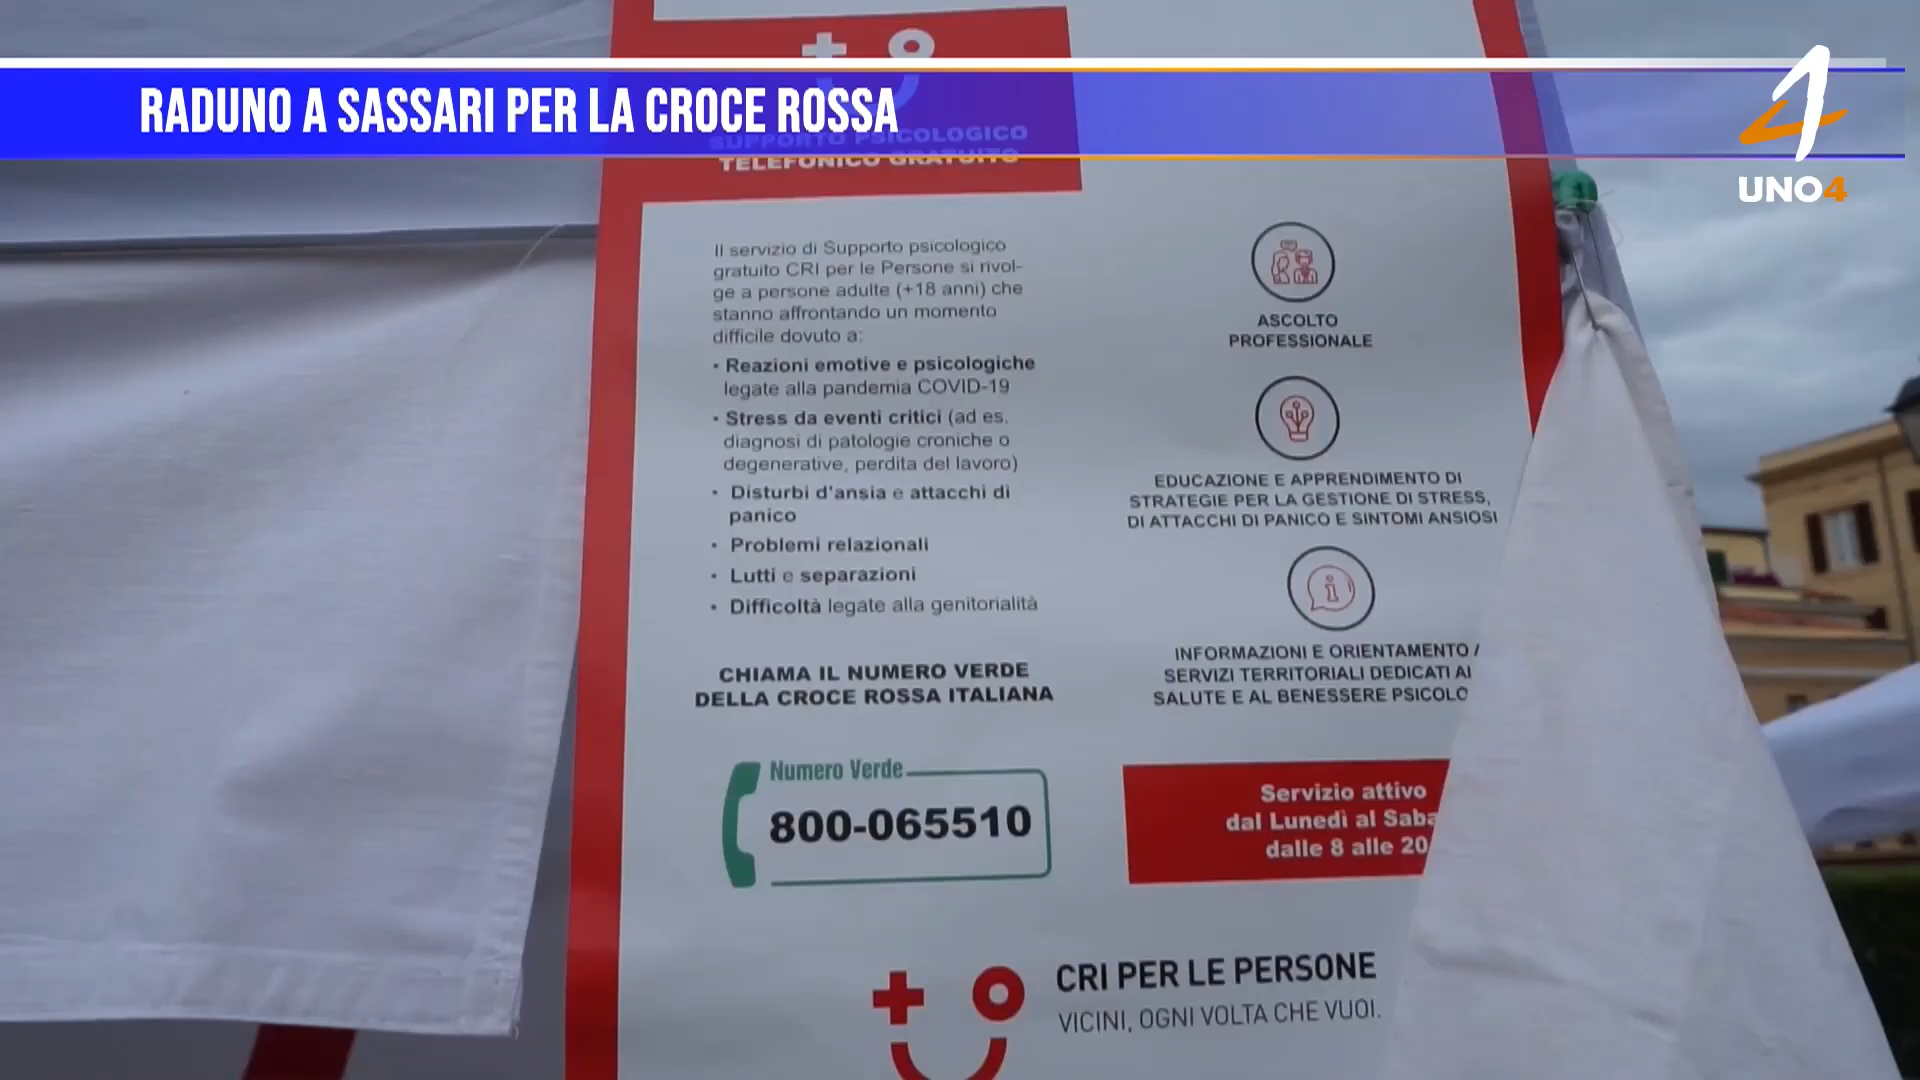 RADUNO A SASSARI PER LA CROCE ROSSA
UNO4
SUPPORTO PSICOLOGICO
TELEFONICO GRATUITO
Il servizio di Supporto psicologico
gratuito CRI per le Persone si rivol-
ge a persone adulte (+18 anni) che
stanno affrontando un momento
difficile dovuto a:
• Reazioni emotive e psicologiche
legate alla pandemia COVID-19
• Stress da eventi critici (ad es.
diagnosi di patologie croniche o
degenerative, perdita del lavoro)
• Disturbi d'ansia e attacchi di
panico
• Problemi relazionali
• Lutti e separazioni
• Difficoltà legate alla genitorialità
CHIAMA IL NUMERO VERDE
DELLA CROCE ROSSA ITALIANA
Numero Verde
800-065510
ASCOLTO
PROFESSIONALE
EDUCAZIONE E APPRENDIMENTO DI
STRATEGIE PER LA GESTIONE DI STRESS,
DI ATTACCHI DI PANICO E SINTOMI ANSIOSI
INFORMAZIONI E ORIENTAMENTO
SERVIZI TERRITORIALI DEDICATI
SALUTE E AL BENESSERE
Servizio attivo
dal Lunedì al
dalle 8 alle 20
CRI PER LE PERSONE
VICINI, OGNI VOLTA CHE VUOI.